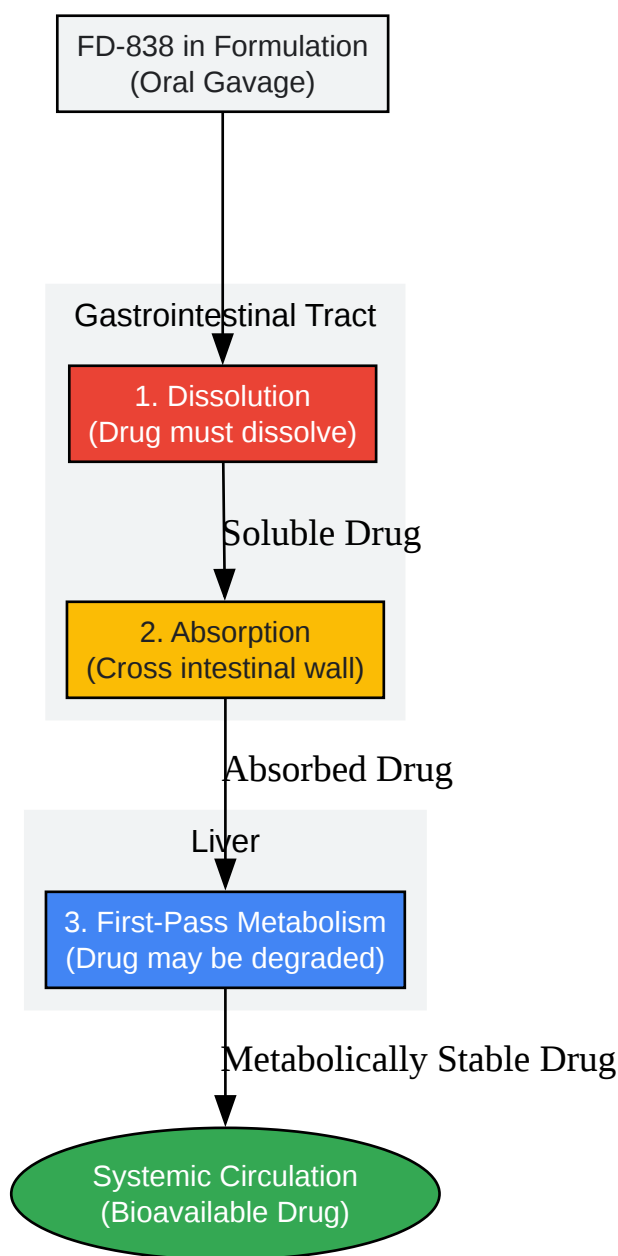 FD-838 in Formulation
(Oral Gavage)
Gastrointestinal Tract
1. Dissolution
(Drug must dissolve)
Soluble Drug
2. Absorption
(Cross intestinal wall)
Absorbed Drug
Liver
3. First-Pass Metabolism
(Drug may be degraded)
Metabolically Stable Drug
Systemic Circulation
(Bioavailable Drug)